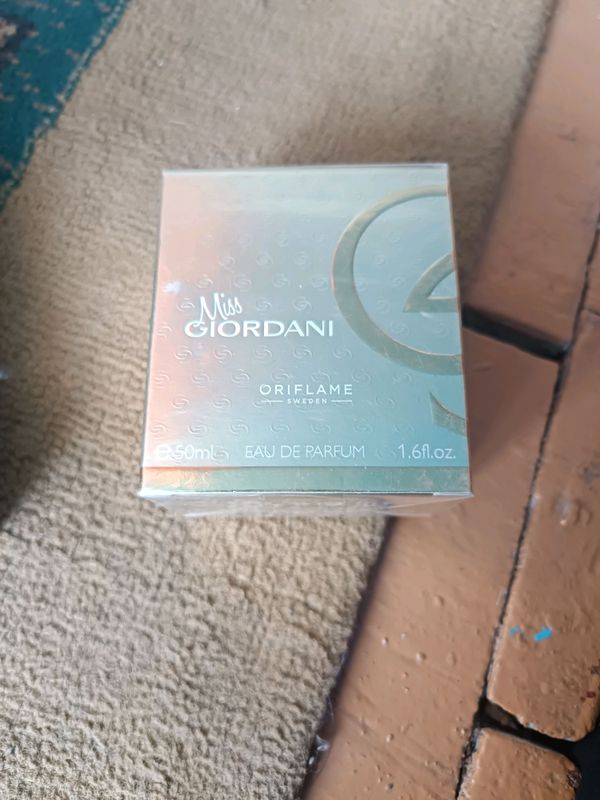 Miss
GIORDANI
ORIFLAME
SWEDEN
℮50ml EAU DE PARFUM 1.6fl.oz.